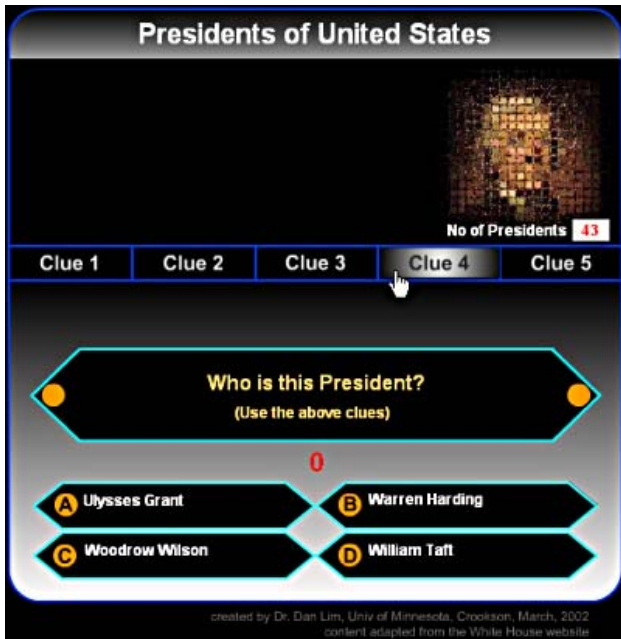 Presidents of United States
No of Presidents 43
Clue 1 Clue 2 Clue 3 Clue 4 Clue 5
Who is this President?
(Use the above clues)
0
A Ulysses Grant B Warren Harding
C Woodrow Wilson D William Taft
created by Dr. Dan Lim, Univ of Minnesota, Crookson, March, 2002
content adapted from the White House website